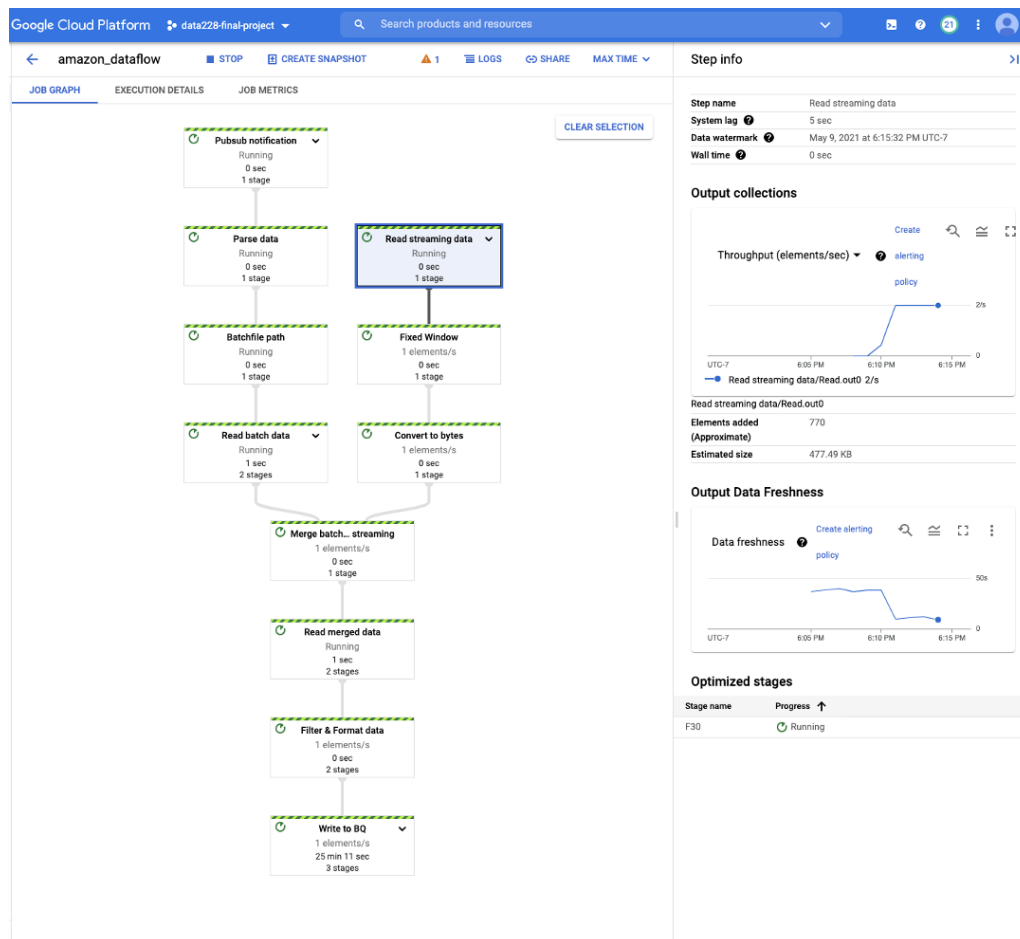 Google Cloud Platform data228-final-project Search products and resources 21
amazon_dataflow STOP CREATE SNAPSHOT 1 LOGS SHARE MAX TIME
JOB GRAPH EXECUTION DETAILS JOB METRICS
CLEAR SELECTION
Pubsub notification
Running
0 sec
1 stage
Parse data
Running
0 sec
1 stage
Read streaming data
Running
0 sec
1 stage
Batchfile path
Running
0 sec
1 stage
Fixed Window
1 elements/s
0 sec
1 stage
Read batch data
Running
1 sec
2 stages
Convert to bytes
1 elements/s
0 sec
1 stage
Merge batch... streaming
1 elements/s
0 sec
1 stage
Read merged data
Running
1 sec
2 stages
Filter & Format data
1 elements/s
0 sec
2 stages
Write to BQ
1 elements/s
25 min 11 sec
3 stages
Step info
Step name Read streaming data
System lag ? 5 sec
Data watermark ? May 9, 2021 at 6:15:32 PM UTC-7
Wall time ? 0 sec
Output collections
Throughput (elements/sec) ?
Create
alerting
policy
2/s
0
UTC-7 6:05 PM 6:10 PM 6:15 PM
Read streaming data/Read.out0 2/s
Read streaming data/Read.out0
Elements added 770
(Approximate)
Estimated size 477.49 KB
Output Data Freshness
Data freshness ?
Create alerting
policy
50s
0
UTC-7 6:05 PM 6:10 PM 6:15 PM
Optimized stages
Stage name Progress
F30 Running